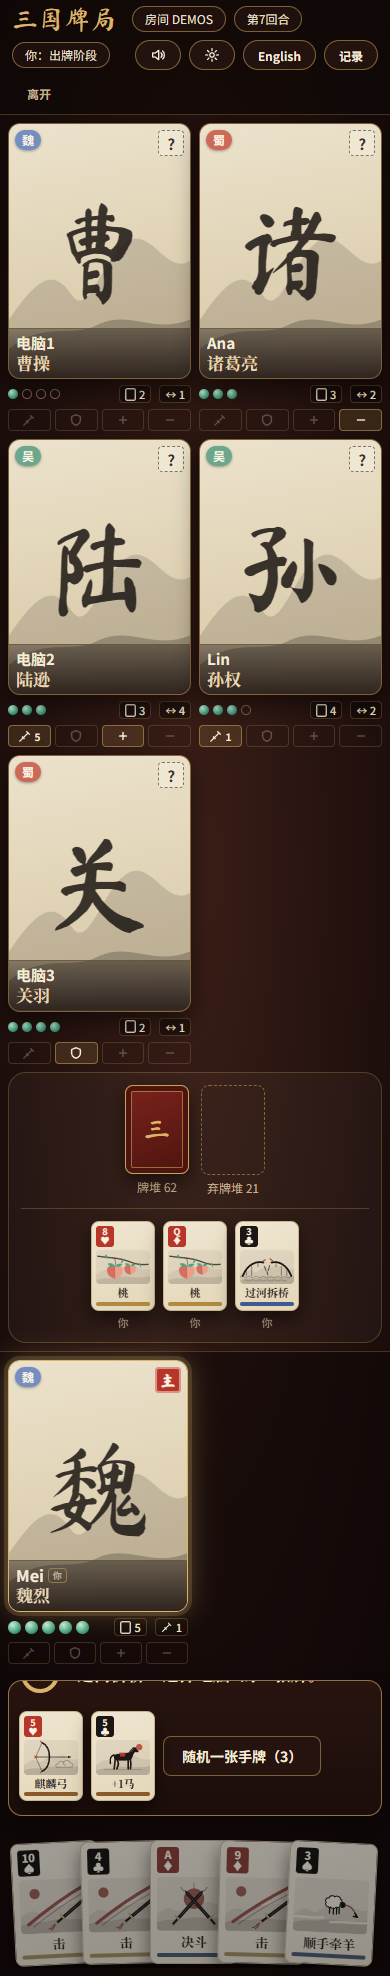 三国牌局
房间 DEMOS
第7回合
你：出牌阶段
English
记录
离开
魏
?
曹
电脑1
曹操
2
↔1
蜀
?
诸
Ana
诸葛亮
3
↔2
+
−
吴
?
陆
电脑2
陆逊
3
↔4
5
+
−
吴
?
孙
Lin
孙权
4
↔2
1
+
−
蜀
?
关
电脑3
关羽
2
↔1
+
−
三
牌堆 62
弃牌堆 21
8
桃
你
Q
桃
你
3
过河拆桥
你
魏
主
魏
Mei 你
魏烈
5
1
+
−
5
麒麟弓
5
+1马
随机一张手牌（3）
10
击
4
击
A
决斗
9
击
3
顺手牵羊